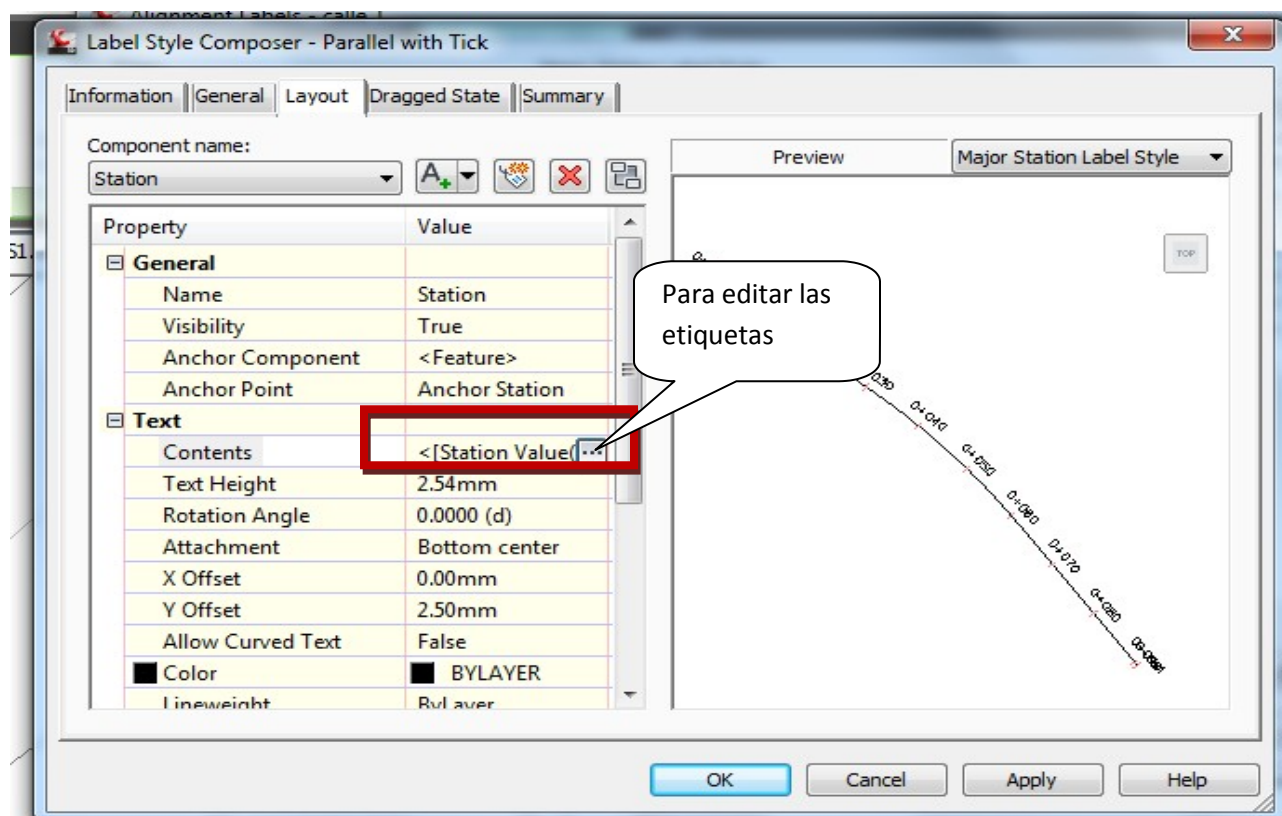 Alignment Labels - calle 1
Label Style Composer - Parallel with Tick
Information General Layout Dragged State Summary
Component name:
Station
Preview
Major Station Label Style
Property Value
General
Name Station
Visibility True
Anchor Component <Feature>
Anchor Point Anchor Station
Text
Contents <[Station Value( ...
Text Height 2.54mm
Rotation Angle 0.0000 (d)
Attachment Bottom center
X Offset 0.00mm
Y Offset 2.50mm
Allow Curved Text False
Color BYLAYER
Lineweight ByLayer
TOP
Para editar las
etiquetas
0+040
0+050
0+070
OK Cancel Apply Help